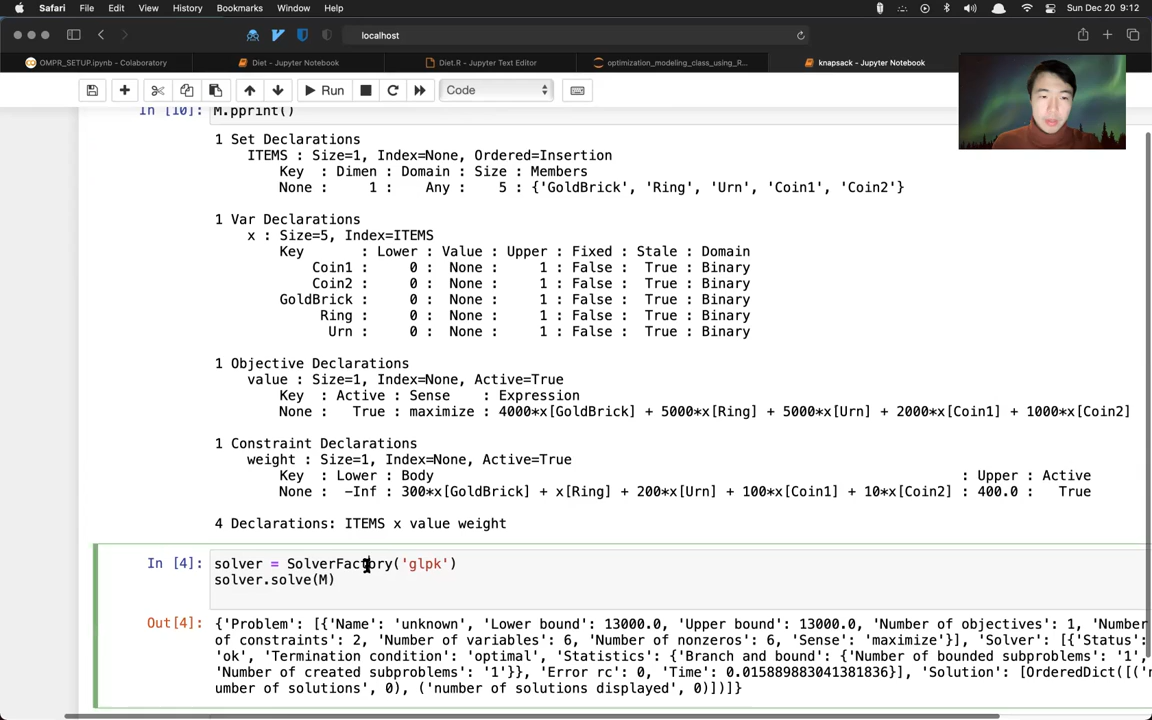 Safari File Edit View History Bookmarks Window Help Sun Dec 20 9:12
localhost
OMPR_SETUP.ipynb - Colaboratory Diet - Jupyter Notebook Diet.R - Jupyter Text Editor optimization_modeling_class_using_R... knapsack - Jupyter Notebook
Run Code
In [10]: M.pprint()
1 Set Declarations
ITEMS : Size=1, Index=None, Ordered=Insertion
Key : Dimen : Domain : Size : Members
None : 1 : Any : 5 : {'GoldBrick', 'Ring', 'Urn', 'Coin1', 'Coin2'}
1 Var Declarations
x : Size=5, Index=ITEMS
Key : Lower : Value : Upper : Fixed : Stale : Domain
Coin1 : 0 : None : 1 : False : True : Binary
Coin2 : 0 : None : 1 : False : True : Binary
GoldBrick : 0 : None : 1 : False : True : Binary
Ring : 0 : None : 1 : False : True : Binary
Urn : 0 : None : 1 : False : True : Binary
1 Objective Declarations
value : Size=1, Index=None, Active=True
Key : Active : Sense : Expression
None : True : maximize : 4000*x[GoldBrick] + 5000*x[Ring] + 5000*x[Urn] + 2000*x[Coin1] + 1000*x[Coin2]
1 Constraint Declarations
weight : Size=1, Index=None, Active=True
Key : Lower : Body : Upper : Active
None : -Inf : 300*x[GoldBrick] + x[Ring] + 200*x[Urn] + 100*x[Coin1] + 10*x[Coin2] : 400.0 : True
4 Declarations: ITEMS x value weight
In [4]: solver = SolverFactory('glpk')
solver.solve(M)
Out[4]: {'Problem': [{'Name': 'unknown', 'Lower bound': 13000.0, 'Upper bound': 13000.0, 'Number of objectives': 1, 'Number
of constraints': 2, 'Number of variables': 6, 'Number of nonzeros': 6, 'Sense': 'maximize'}], 'Solver': [{'Status':
'ok', 'Termination condition': 'optimal', 'Statistics': {'Branch and bound': {'Number of bounded subproblems': '1',
'Number of created subproblems': '1'}}, 'Error rc': 0, 'Time': 0.015889883041381836}], 'Solution': [OrderedDict([('n
umber of solutions', 0), ('number of solutions displayed', 0)])]}